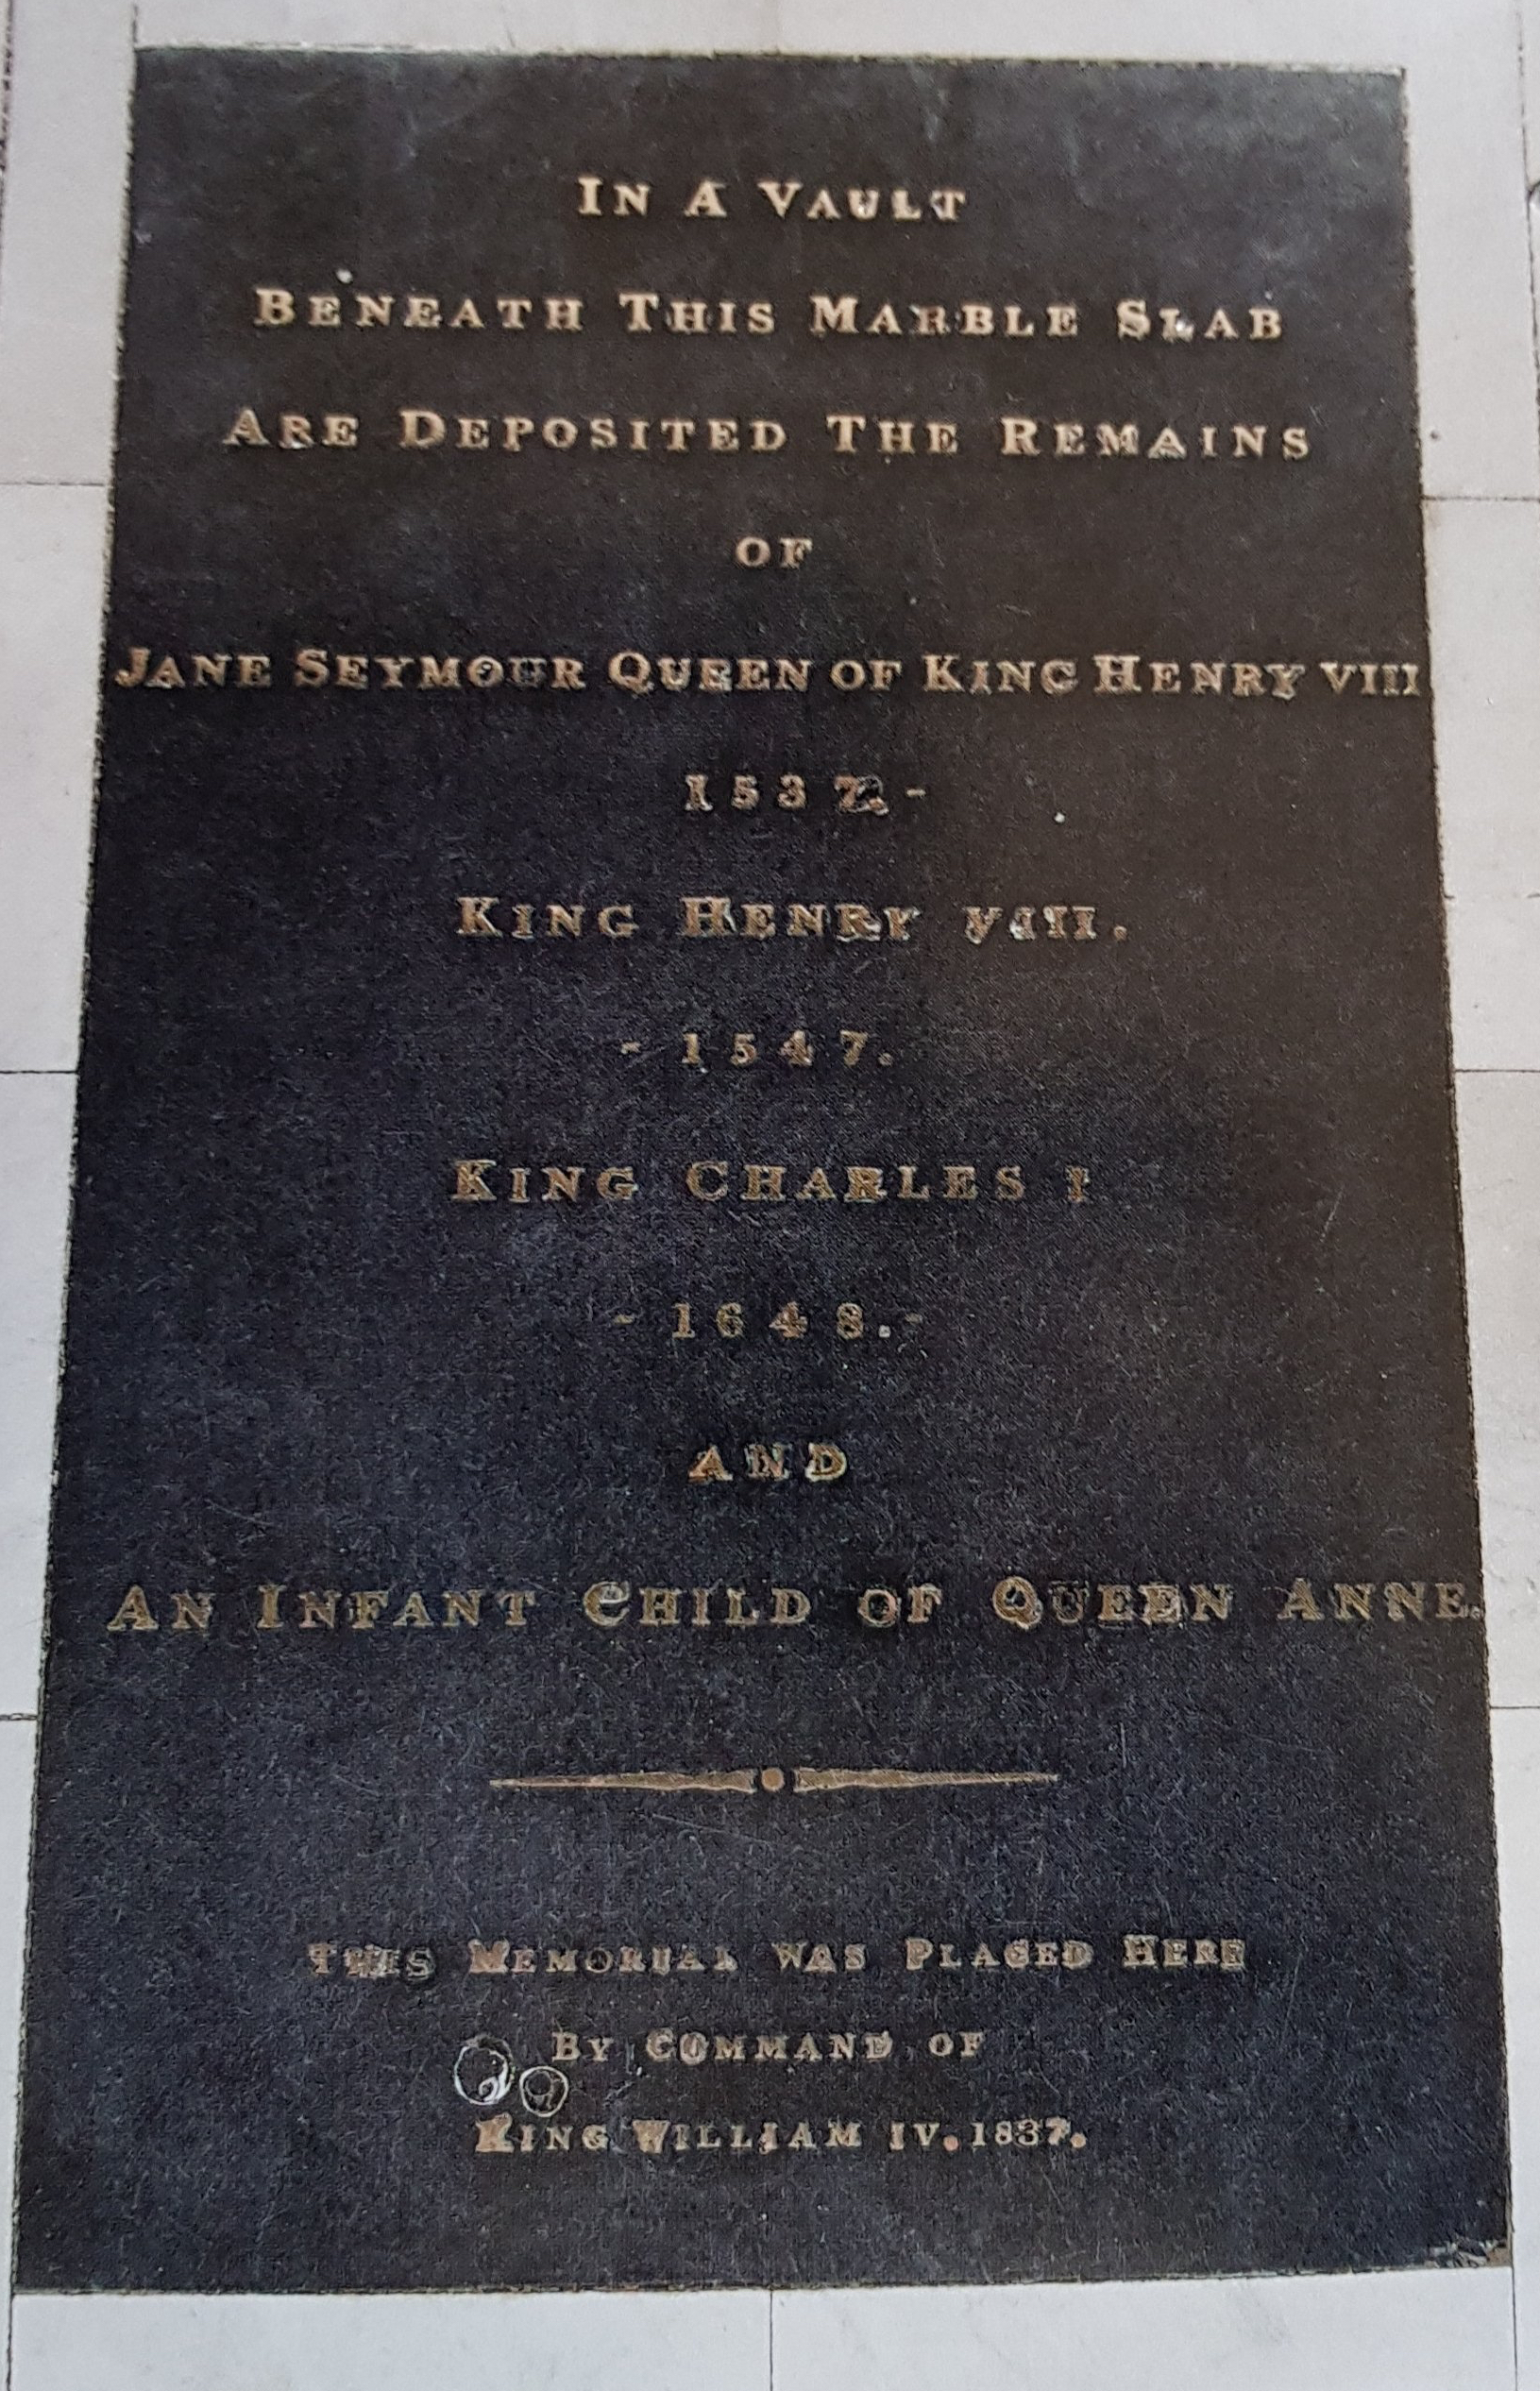 IN A VAULT
BENEATH THIS MARBLE SLAB
ARE DEPOSITED THE REMAINS
OF
JANE SEYMOUR QUEEN OF KING HENRY VIII
1537.-
KING HENRY VIII.
- 1547.
KING CHARLES I
- 1648.-
AND
AN INFANT CHILD OF QUEEN ANNE.
THIS MEMORIAL WAS PLACED HERE
BY COMMAND OF
KING WILLIAM IV. 1837.